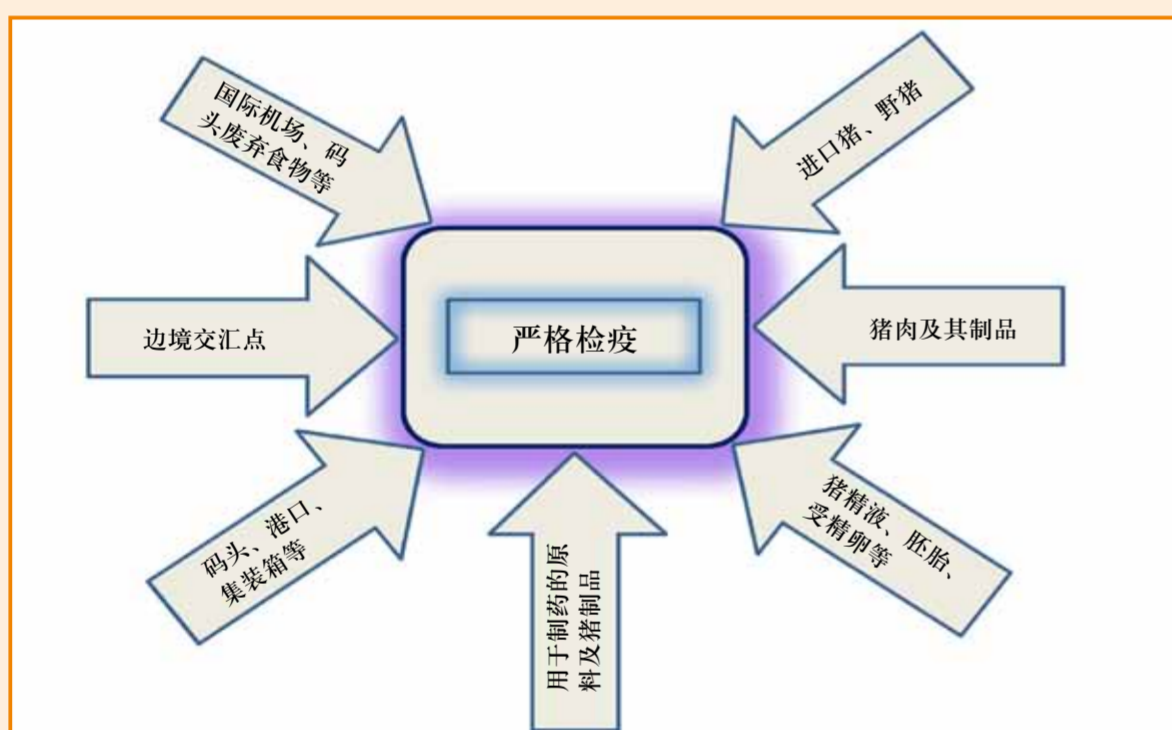 国际机场、码
头废弃食物等
进口猪、野猪
边境交汇点
严格检疫
猪肉及其制品
码头、港口、
集装箱等
用于制药的原
料及猪制品
猪精液、胚胎、
受精卵等